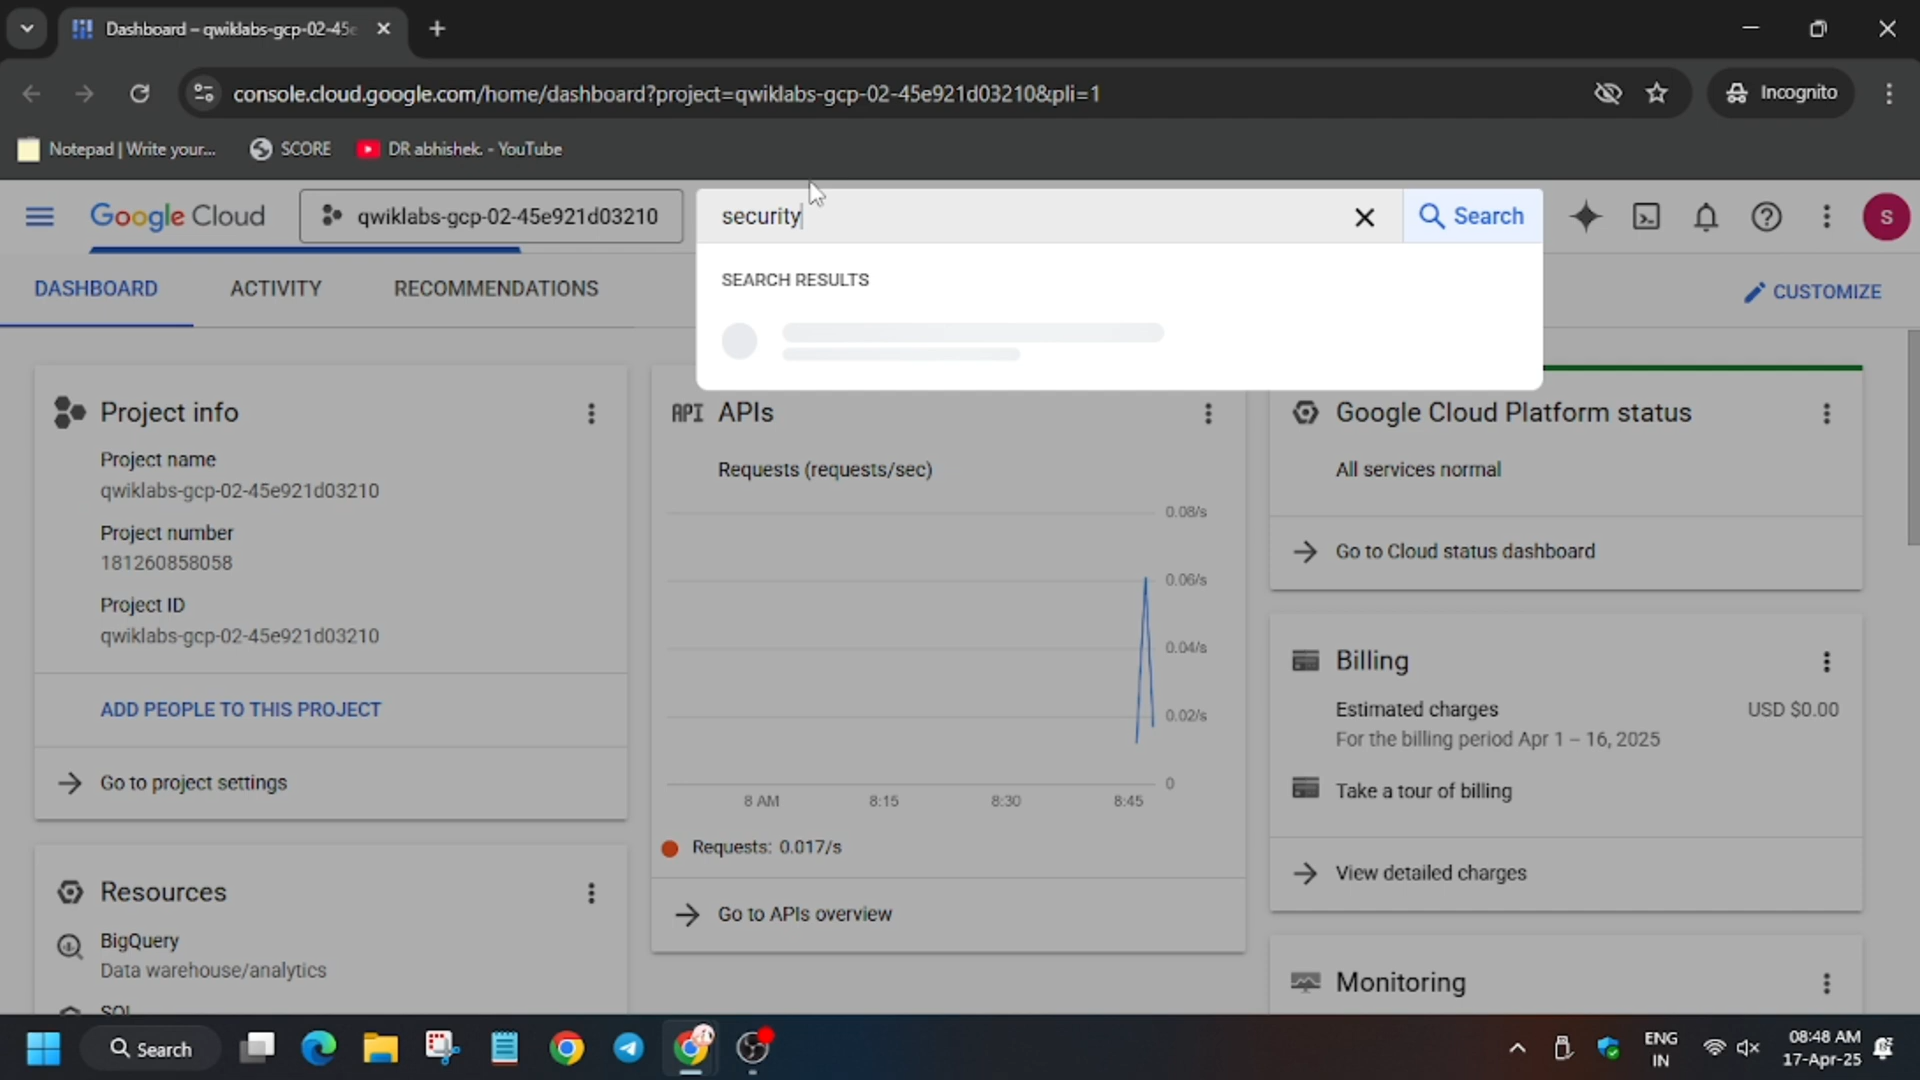 Dashboard – qwiklabs-gcp-02-45e
console.cloud.google.com/home/dashboard?project=qwiklabs-gcp-02-45e921d03210&pli=1
Incognito
Notepad | Write your...
SCORE
DR abhishek. - YouTube
Google Cloud
qwiklabs-gcp-02-45e921d03210
security
Search
S
SEARCH RESULTS
DASHBOARD
ACTIVITY
RECOMMENDATIONS
CUSTOMIZE
Project info
Project name
qwiklabs-gcp-02-45e921d03210
Project number
181260858058
Project ID
qwiklabs-gcp-02-45e921d03210
ADD PEOPLE TO THIS PROJECT
Go to project settings
Resources
BigQuery
Data warehouse/analytics
SQL
API APIs
Requests (requests/sec)
0.08/s
0.06/s
0.04/s
0.02/s
0
8 AM
8:15
8:30
8:45
Requests: 0.017/s
Go to APIs overview
Google Cloud Platform status
All services normal
Go to Cloud status dashboard
Billing
Estimated charges
USD $0.00
For the billing period Apr 1 – 16, 2025
Take a tour of billing
View detailed charges
Monitoring
Search
ENG
IN
08:48 AM
17-Apr-25